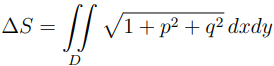 ΔS = ∬_D √(1 + p² + q²) dxdy